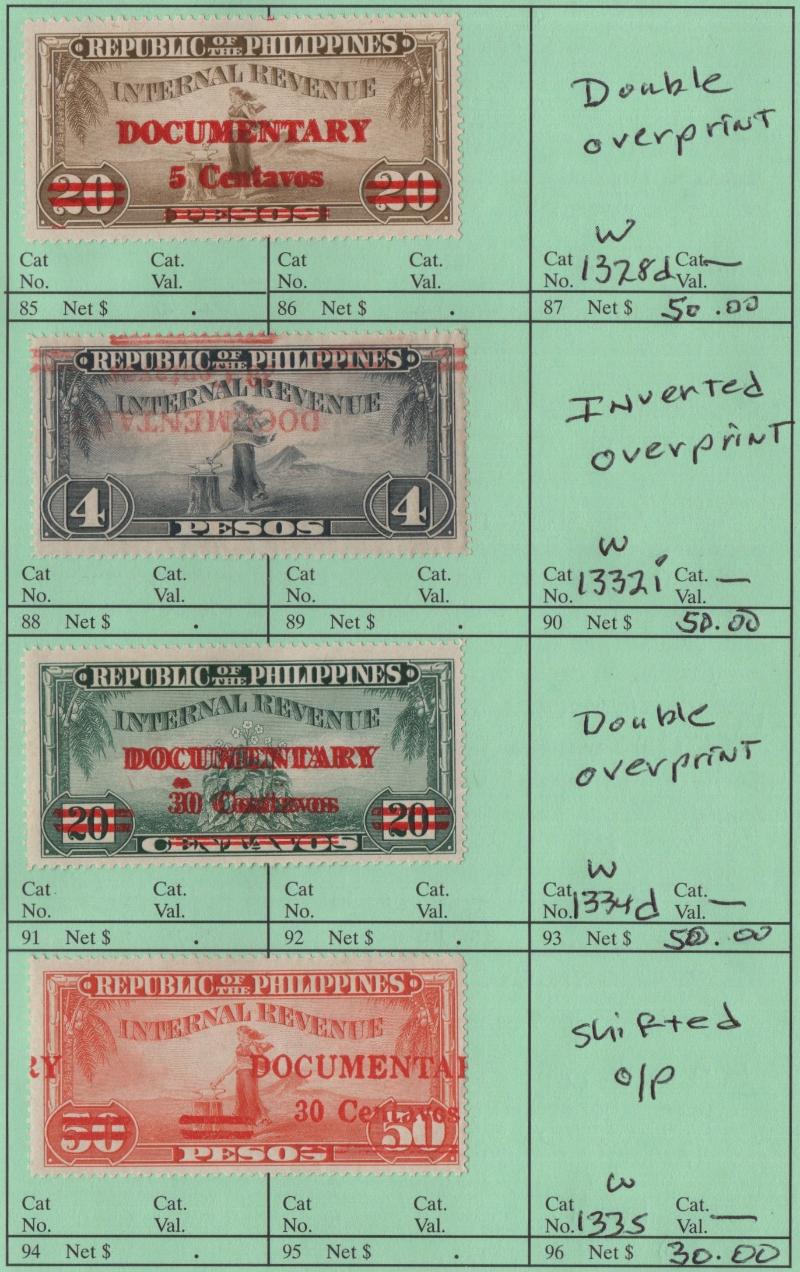 REPUBLIC OF THE PHILIPPINES
INTERNAL REVENUE
DOCUMENTARY
5 Centavos
20 20
PESOS
Double
overprint
Cat No. Cat. Val.
Cat No. Cat. Val.
W
Cat No. 1328d Cat. Val. —
85 Net $ .
86 Net $ .
87 Net $ 50.00
REPUBLIC OF THE PHILIPPINES
INTERNAL REVENUE
DOCUMENTA
4 4
PESOS
Inverted
overprint
Cat No. Cat. Val.
Cat No. Cat. Val.
W
Cat No. 1332i Cat. Val. —
88 Net $ .
89 Net $ .
90 Net $ 50.00
REPUBLIC OF THE PHILIPPINES
INTERNAL REVENUE
DOCUMENTARY
30 Centavos
20 20
CENTAVOS
Double
overprint
Cat No. Cat. Val.
Cat No. Cat. Val.
W
Cat No. 1334d Cat. Val. —
91 Net $ .
92 Net $ .
93 Net $ 50.00
REPUBLIC OF THE PHILIPPINES
INTERNAL REVENUE
RY DOCUMENTA
30 Centavos
50 50
PESOS
Shifted
o/p
Cat No. Cat. Val.
Cat No. Cat. Val.
W
Cat No. 1335 Cat. Val. —
94 Net $ .
95 Net $ .
96 Net $ 30.00